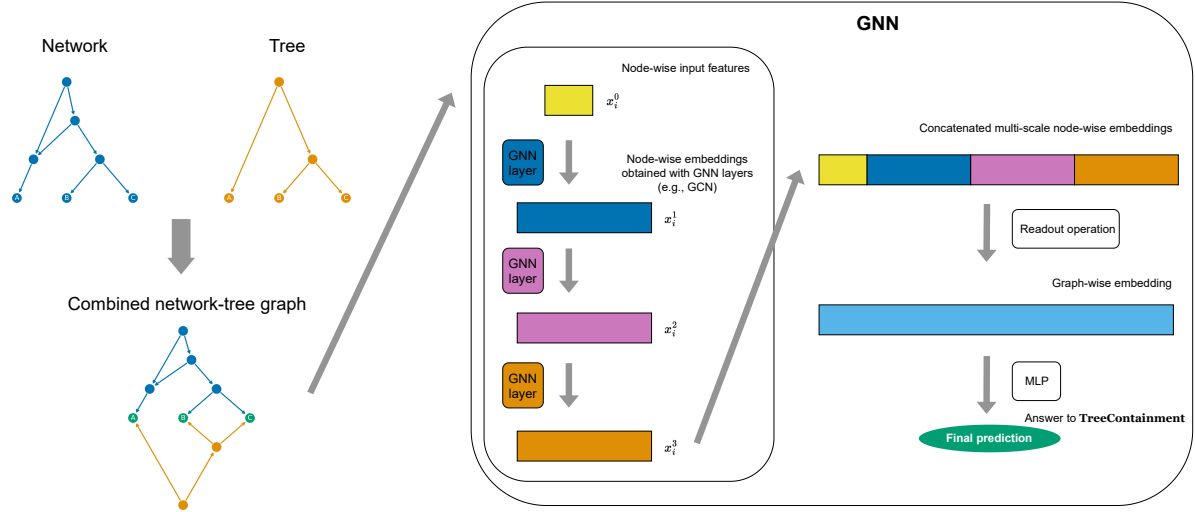 Network
Tree
A
B
C
A
B
C
Combined network-tree graph
A
B
C
GNN
Node-wise input features
x_i^0
GNN
layer
Node-wise embeddings
obtained with GNN layers
(e.g., GCN)
x_i^1
GNN
layer
x_i^2
GNN
layer
x_i^3
Concatenated multi-scale node-wise embeddings
Readout operation
Graph-wise embedding
MLP
Answer to TreeContainment
Final prediction